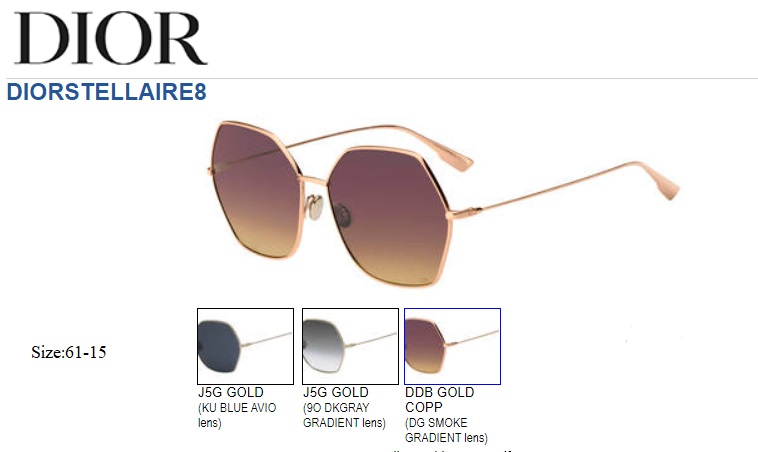 DIOR
DIORSTELLAIRE8
Size:61-15
J5G GOLD
(KU BLUE AVIO
lens)
J5G GOLD
(9O DKGRAY
GRADIENT lens)
DDB GOLD
COPP
(DG SMOKE
GRADIENT lens)